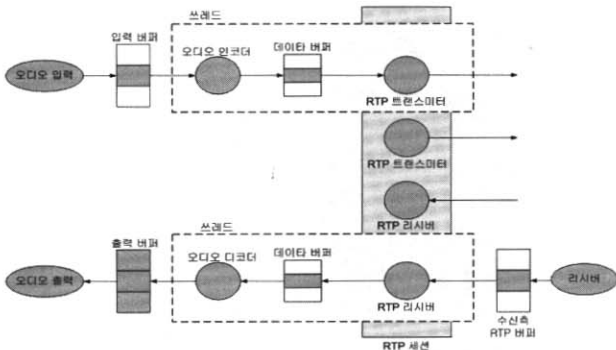 쓰레드
입력 버퍼
오디오 인코더
데이타 버퍼
오디오 입력
RTP 트랜스미터
RTP 트랜스미터
RTP 리시버
쓰레드
출력 버퍼
오디오 디코더
데이타 버퍼
오디오 출력
리시버
RTP 리시버
수신측
RTP 버퍼
RTP 세션